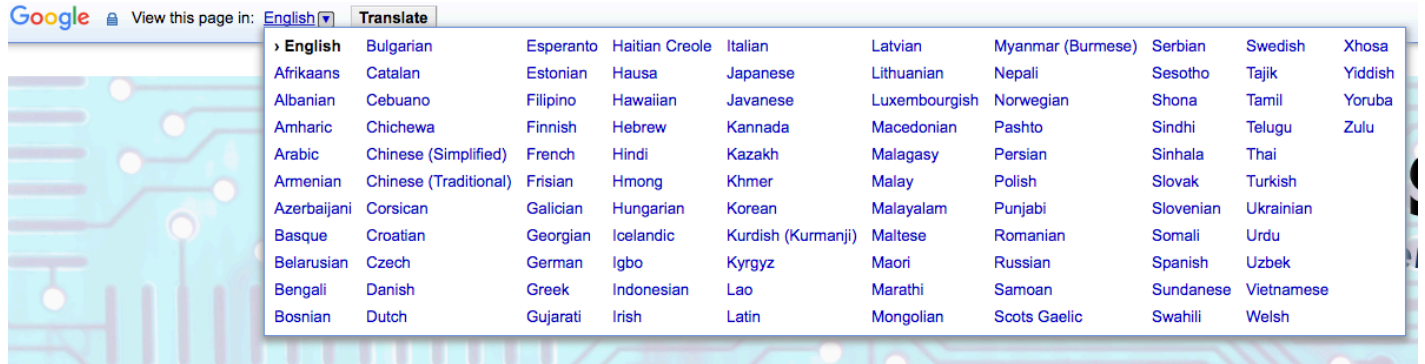 Google View this page in: English Translate
› English Bulgarian Esperanto Haitian Creole Italian Latvian Myanmar (Burmese) Serbian Swedish Xhosa
Afrikaans Catalan Estonian Hausa Japanese Lithuanian Nepali Sesotho Tajik Yiddish
Albanian Cebuano Filipino Hawaiian Javanese Luxembourgish Norwegian Shona Tamil Yoruba
Amharic Chichewa Finnish Hebrew Kannada Macedonian Pashto Sindhi Telugu Zulu
Arabic Chinese (Simplified) French Hindi Kazakh Malagasy Persian Sinhala Thai
Armenian Chinese (Traditional) Frisian Hmong Khmer Malay Polish Slovak Turkish
Azerbaijani Corsican Galician Hungarian Korean Malayalam Punjabi Slovenian Ukrainian
Basque Croatian Georgian Icelandic Kurdish (Kurmanji) Maltese Romanian Somali Urdu
Belarusian Czech German Igbo Kyrgyz Maori Russian Spanish Uzbek
Bengali Danish Greek Indonesian Lao Marathi Samoan Sundanese Vietnamese
Bosnian Dutch Gujarati Irish Latin Mongolian Scots Gaelic Swahili Welsh